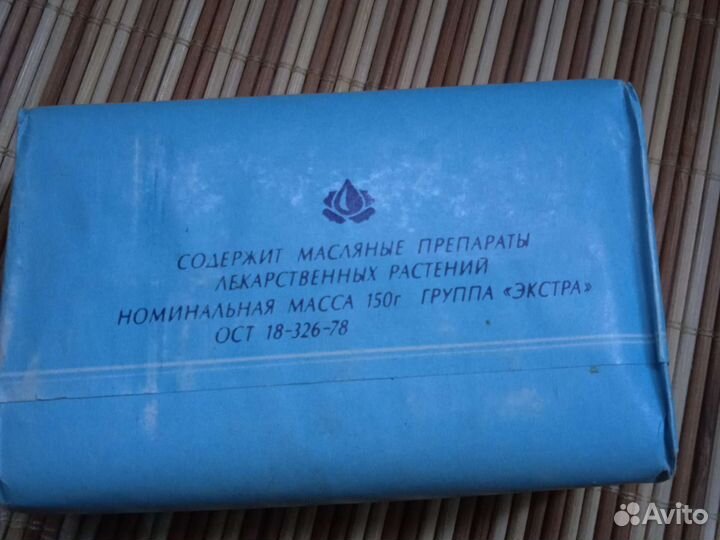 СОДЕРЖИТ МАСЛЯНЫЕ ПРЕПАРАТЫ
ЛЕКАРСТВЕННЫХ РАСТЕНИЙ
НОМИНАЛЬНАЯ МАССА 150г ГРУППА «ЭКСТРА»
ОСТ 18-326-78
Avito